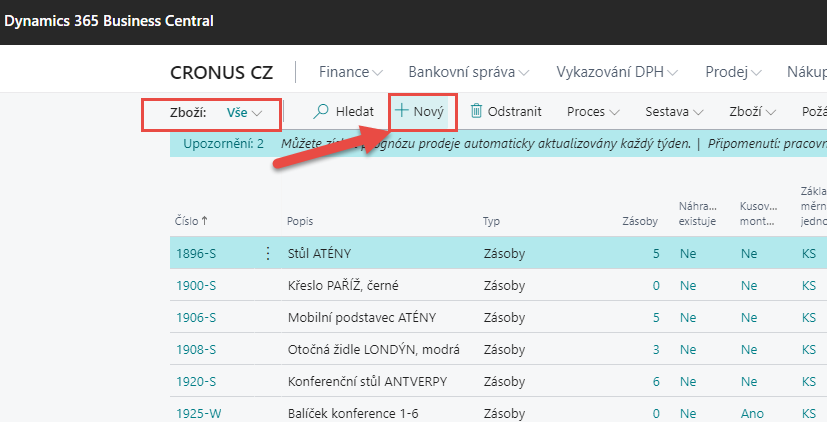 Dynamics 365 Business Central
CRONUS CZ Finance Bankovní správa Vykazování DPH Prodej Nákup
Zboží: Vše Hledat + Nový Odstranit Proces Sestava Zboží Požá
Upozornění: 2 Můžete prognózu prodeje automaticky aktualizovány každý týden. | Připomenutí: pracovn
Číslo ↑ Popis Typ Zásoby Náhra... existuje Kusov... mont... Zákla měrn jedno
1896-S Stůl ATÉNY Zásoby 5 Ne Ne KS
1900-S Křeslo PAŘÍŽ, černé Zásoby 0 Ne Ne KS
1906-S Mobilní podstavec ATÉNY Zásoby 5 Ne Ne KS
1908-S Otočná židle LONDÝN, modrá Zásoby 3 Ne Ne KS
1920-S Konferenční stůl ANTVERPY Zásoby 6 Ne Ne KS
1925-W Balíček konference 1-6 Zásoby 0 Ne Ano KS